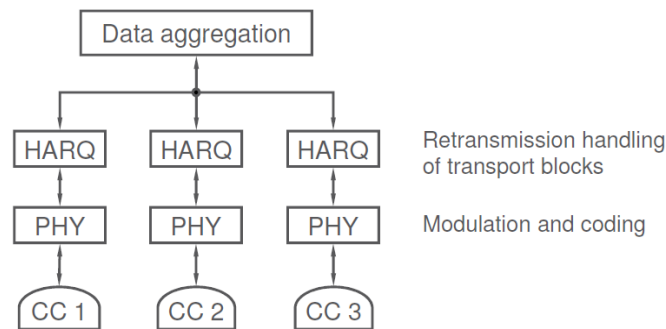 Data aggregation
HARQ HARQ HARQ Retransmission handling
of transport blocks
PHY PHY PHY Modulation and coding
CC 1 CC 2 CC 3